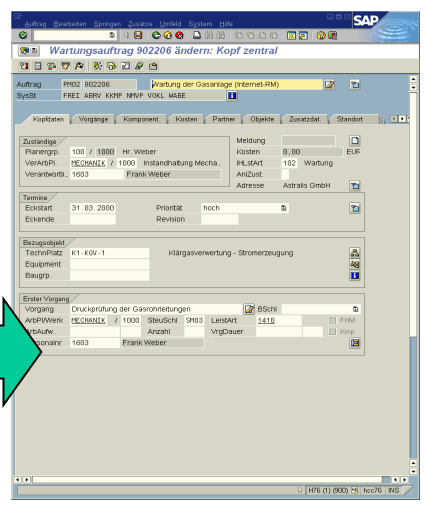 Auftrag Bearbeiten Springen Zusätze Umfeld System Hilfe
SAP
Wartungsauftrag 902206 ändern: Kopf zentral
Auftrag PM02 902206 Wartung der Gasanlage (Internet-RM)
SysSt FREI ABRV KKMP NMVP VOKL WABE
Kopfdaten Vorgänge Komponent. Kosten Partner Objekte Zusatzdat. Standort
Zuständige
Meldung
Planergrp. 100 / 1000 Hr. Weber
Kosten 0,00 EUR
VerArbPl. MECHANIK / 1000 Instandhaltung Mecha..
IHLstArt 102 Wartung
Verantwortli.. 1603 Frank Weber
AnlZust.
Adresse Astralis GmbH
Termine
Eckstart 31.03.2000 Priorität hoch
Eckende Revision
Bezugsobjekt
TechnPlatz K1-KGV-1 Klärgasverwertung - Stromerzeugung
Equipment
Baugrp.
Erster Vorgang
Vorgang Druckprüfung der Gasrohrleitungen BSchl
ArbPl/Werk MECHANIK / 1000 SteuSchl SM03 LeistArt 1410 FHM
rbAufw. Anzahl VrgDauer Kmp
rsonalnr 1603 Frank Weber
H76 (1) (900) hcc76 INS